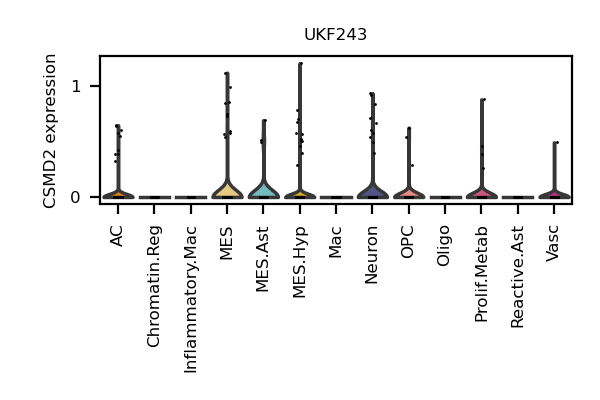 UKF243
CSMD2 expression
1
0
AC
Chromatin.Reg
Inflammatory.Mac
MES
MES.Ast
MES.Hyp
Mac
Neuron
OPC
Oligo
Prolif.Metab
Reactive.Ast
Vasc